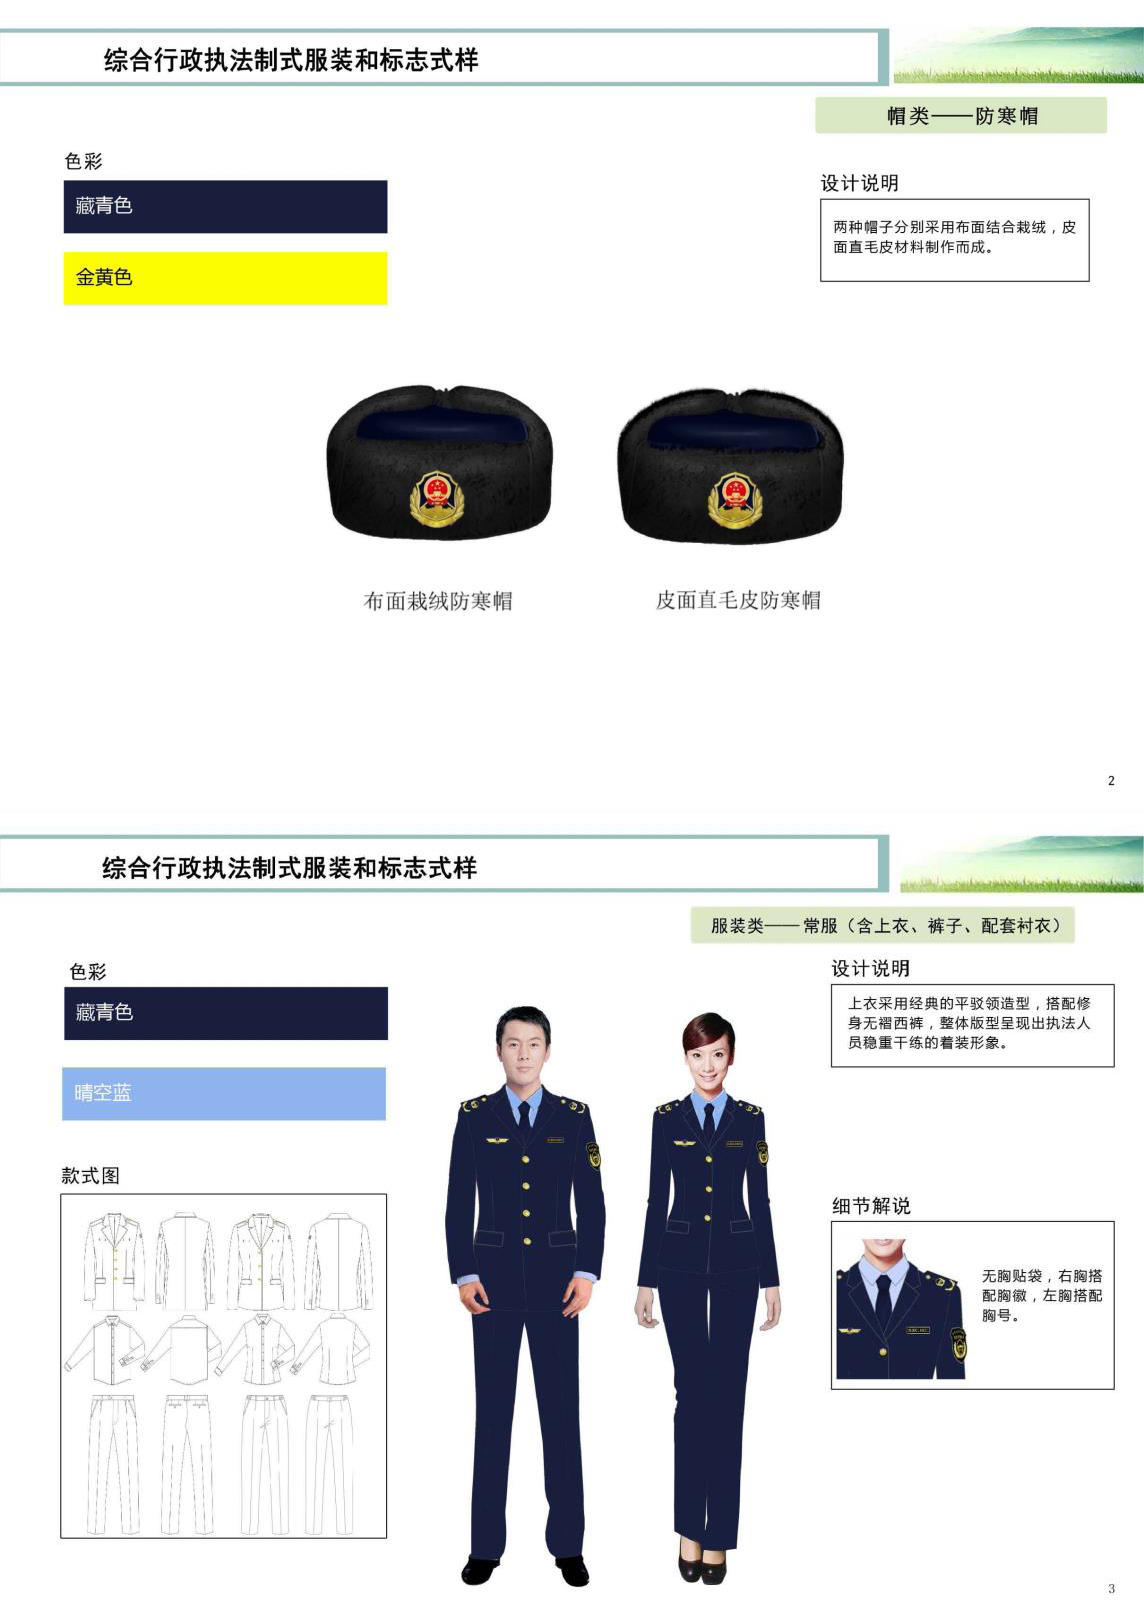 综合行政执法制式服装和标志式样
帽类——防寒帽
色彩
藏青色
金黄色
设计说明
两种帽子分别采用布面结合栽绒，皮
面直毛皮材料制作而成。
布面栽绒防寒帽
皮面直毛皮防寒帽
2
综合行政执法制式服装和标志式样
服装类——常服（含上衣、裤子、配套衬衣）
色彩
藏青色
晴空蓝
款式图
设计说明
上衣采用经典的平驳领造型，搭配修
身无褶西裤，整体版型呈现出执法人
员稳重干练的着装形象。
细节解说
无胸贴袋，右胸搭
配胸徽，左胸搭配
胸号。
3